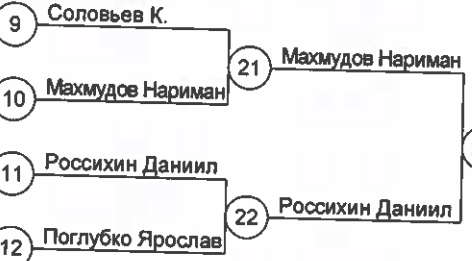 9 Соловьев К.
21 Махмудов Нариман
10 Махмудов Нариман
11 Россихин Даниил
22 Россихин Даниил
12 Поглубко Ярослав